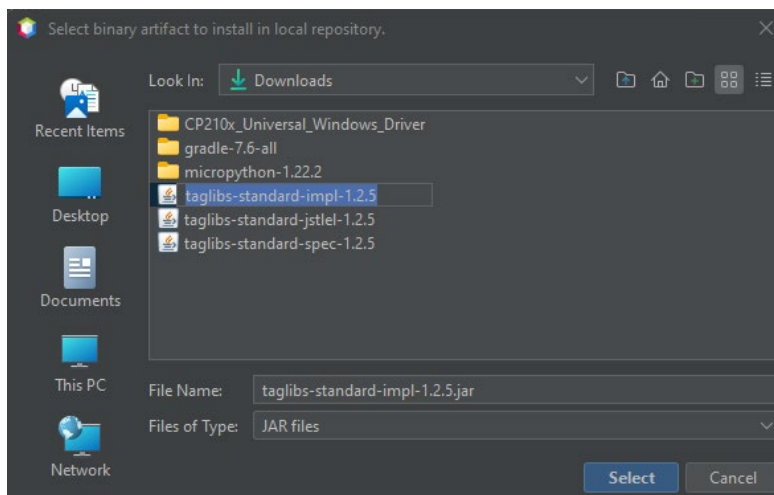 Select binary artifact to install in local repository.
Look In: Downloads
Recent Items
CP210x_Universal_Windows_Driver
gradle-7.6-all
micropython-1.22.2
taglibs-standard-impl-1.2.5
Desktop
taglibs-standard-jstlel-1.2.5
taglibs-standard-spec-1.2.5
Documents
This PC
File Name: taglibs-standard-impl-1.2.5.jar
Files of Type: JAR files
Network
Select Cancel